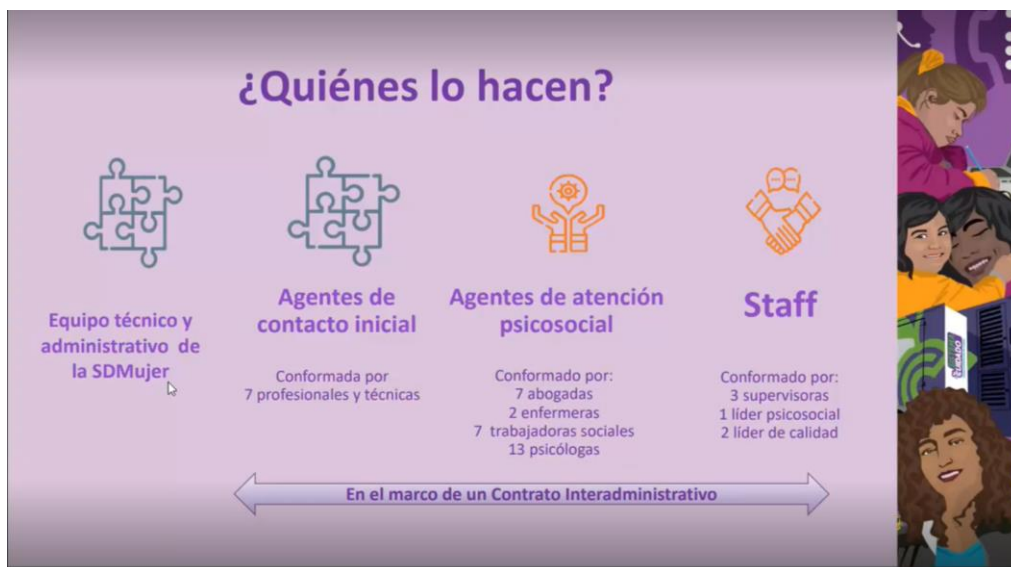 ¿Quiénes lo hacen?
Equipo técnico y
administrativo de
la SDMujer
Agentes de
contacto inicial
Conformada por
7 profesionales y técnicas
Agentes de atención
psicosocial
Conformado por:
7 abogadas
2 enfermeras
7 trabajadoras sociales
13 psicólogas
Staff
Conformado por:
3 supervisoras
1 líder psicosocial
2 líder de calidad
En el marco de un Contrato Interadministrativo